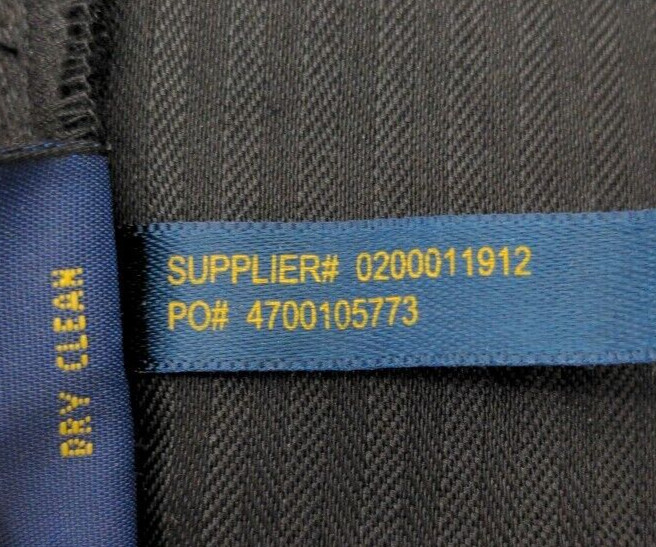 SUPPLIER# 0200011912
PO# 4700105773
DRY CLEAN